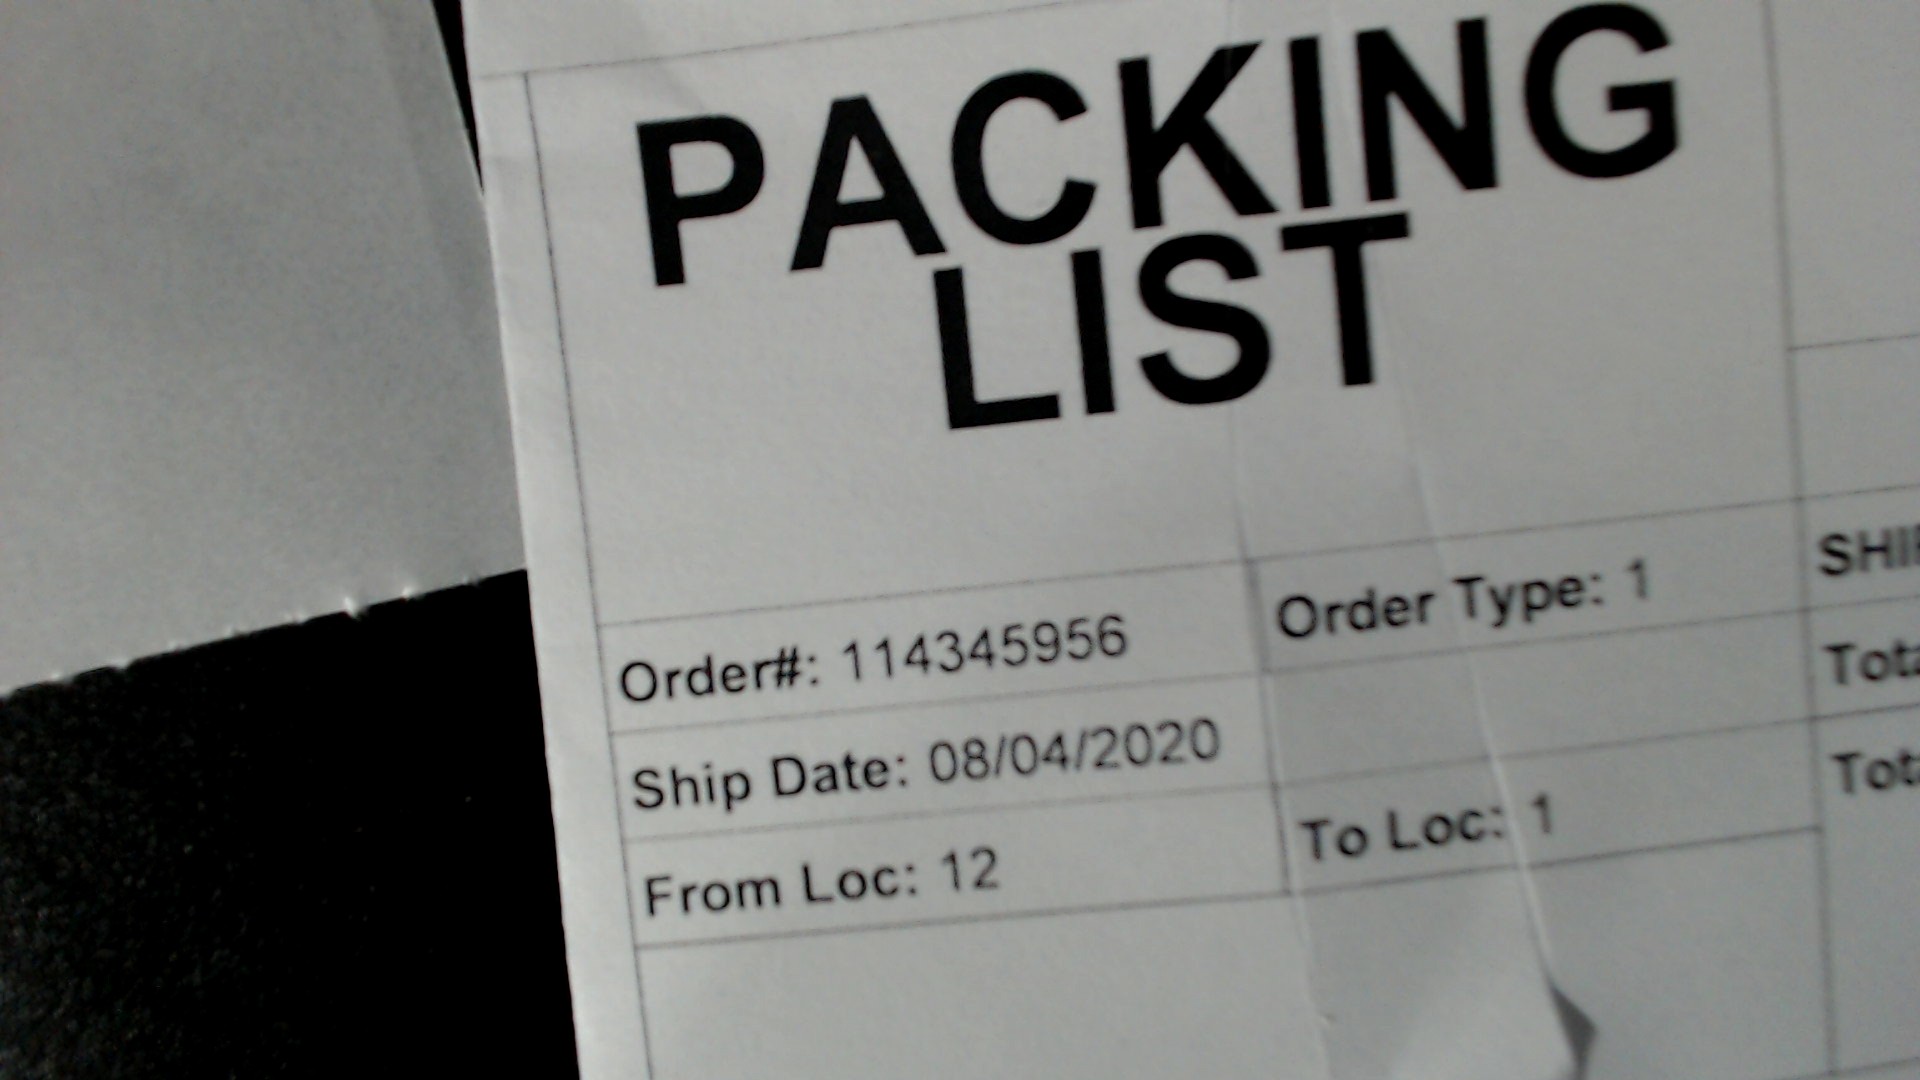 PACKING
LIST
Order#: 114345956
Order Type: 1
Ship Date: 08/04/2020
From Loc: 12
To Loc: 1